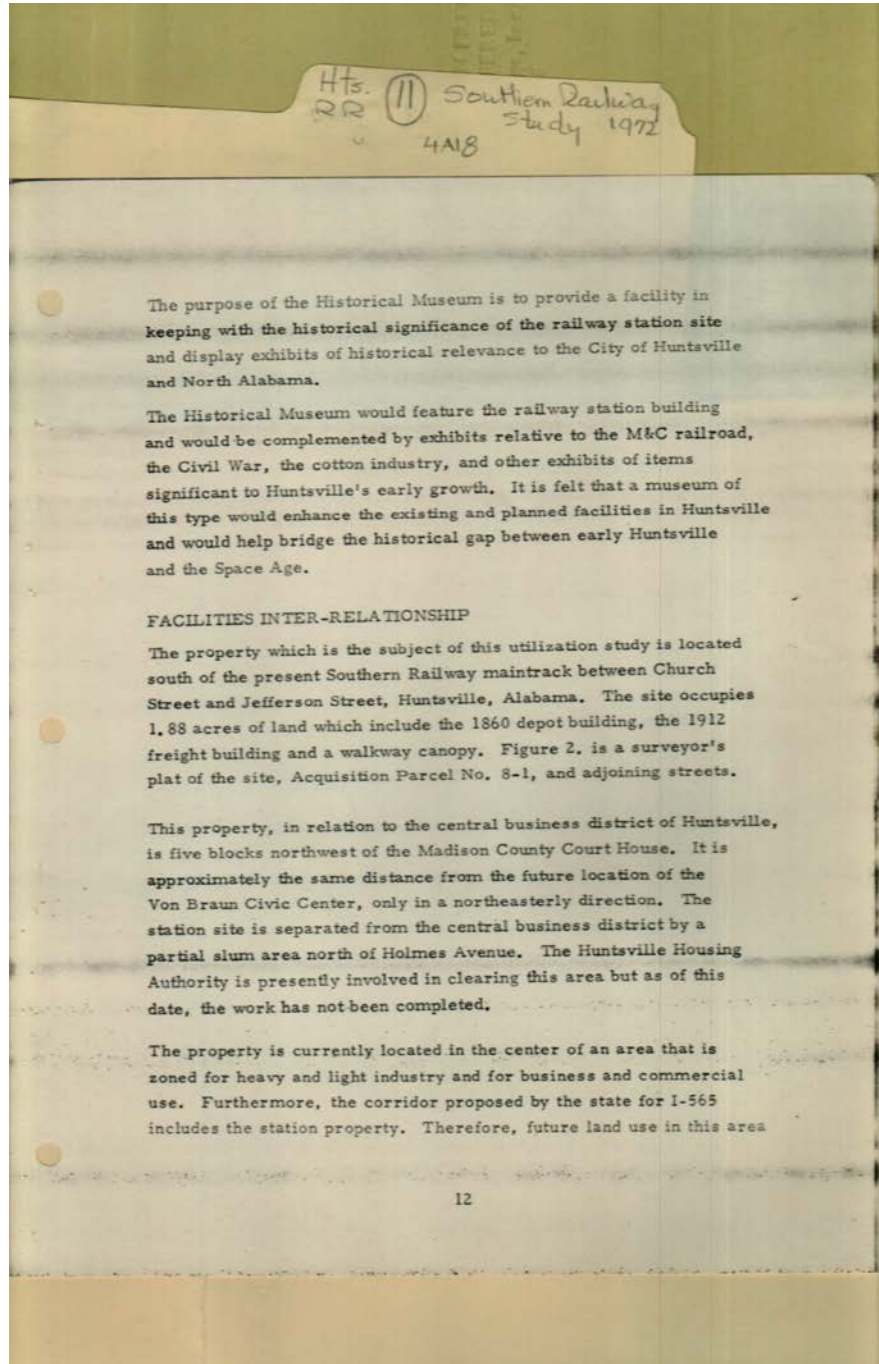 Hts. (11) Southern Railway
RR Study 1972
4A18
The purpose of the Historical Museum is to provide a facility in
keeping with the historical significance of the railway station site
and display exhibits of historical relevance to the City of Huntsville
and North Alabama.
The Historical Museum would feature the railway station building
and would be complemented by exhibits relative to the M&C railroad,
the Civil War, the cotton industry, and other exhibits of items
significant to Huntsville's early growth. It is felt that a museum of
this type would enhance the existing and planned facilities in Huntsville
and would help bridge the historical gap between early Huntsville
and the Space Age.
FACILITIES INTER-RELATIONSHIP
The property which is the subject of this utilization study is located
south of the present Southern Railway maintrack between Church
Street and Jefferson Street, Huntsville, Alabama. The site occupies
1.88 acres of land which include the 1860 depot building, the 1912
freight building and a walkway canopy. Figure 2. is a surveyor's
plat of the site, Acquisition Parcel No. 8-1, and adjoining streets.
This property, in relation to the central business district of Huntsville,
is five blocks northwest of the Madison County Court House. It is
approximately the same distance from the future location of the
Von Braun Civic Center, only in a northeasterly direction. The
station site is separated from the central business district by a
partial slum area north of Holmes Avenue. The Huntsville Housing
Authority is presently involved in clearing this area but as of this
date, the work has not been completed.
The property is currently located in the center of an area that is
zoned for heavy and light industry and for business and commercial
use. Furthermore, the corridor proposed by the state for I-565
includes the station property. Therefore, future land use in this area
12